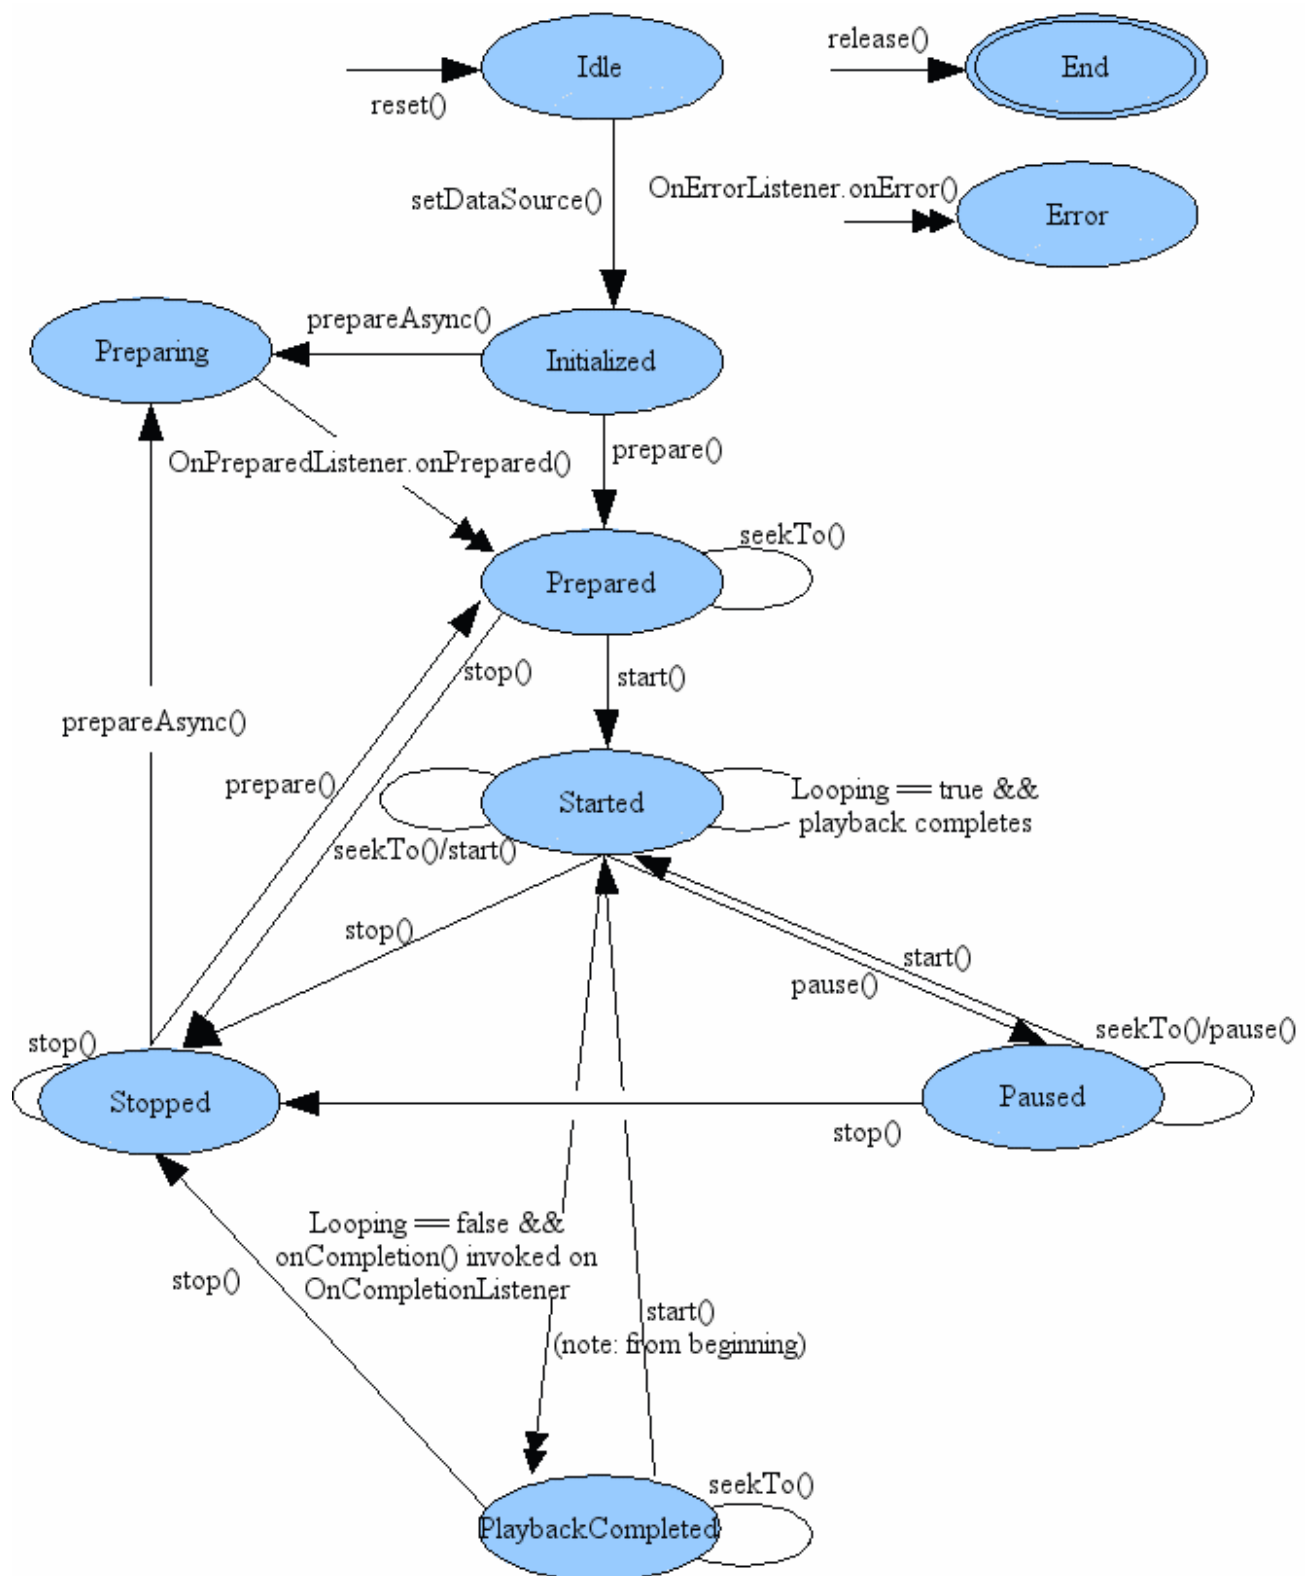 Idle
release()
End
reset()
OnErrorListener.onError()
setDataSource()
Error
prepareAsync()
Preparing
Initialized
prepare()
OnPreparedListener.onPrepared()
seekTo()
Prepared
stop()
start()
prepareAsync()
prepare()
Started
Looping == true &&
playback completes
seekTo()/start()
stop()
start()
pause()
seekTo()/pause()
stop()
Stopped
Paused
stop()
Looping == false &&
onCompletion() invoked on
OnCompletionListener
stop()
start()
(note: from beginning)
seekTo()
PlaybackCompleted